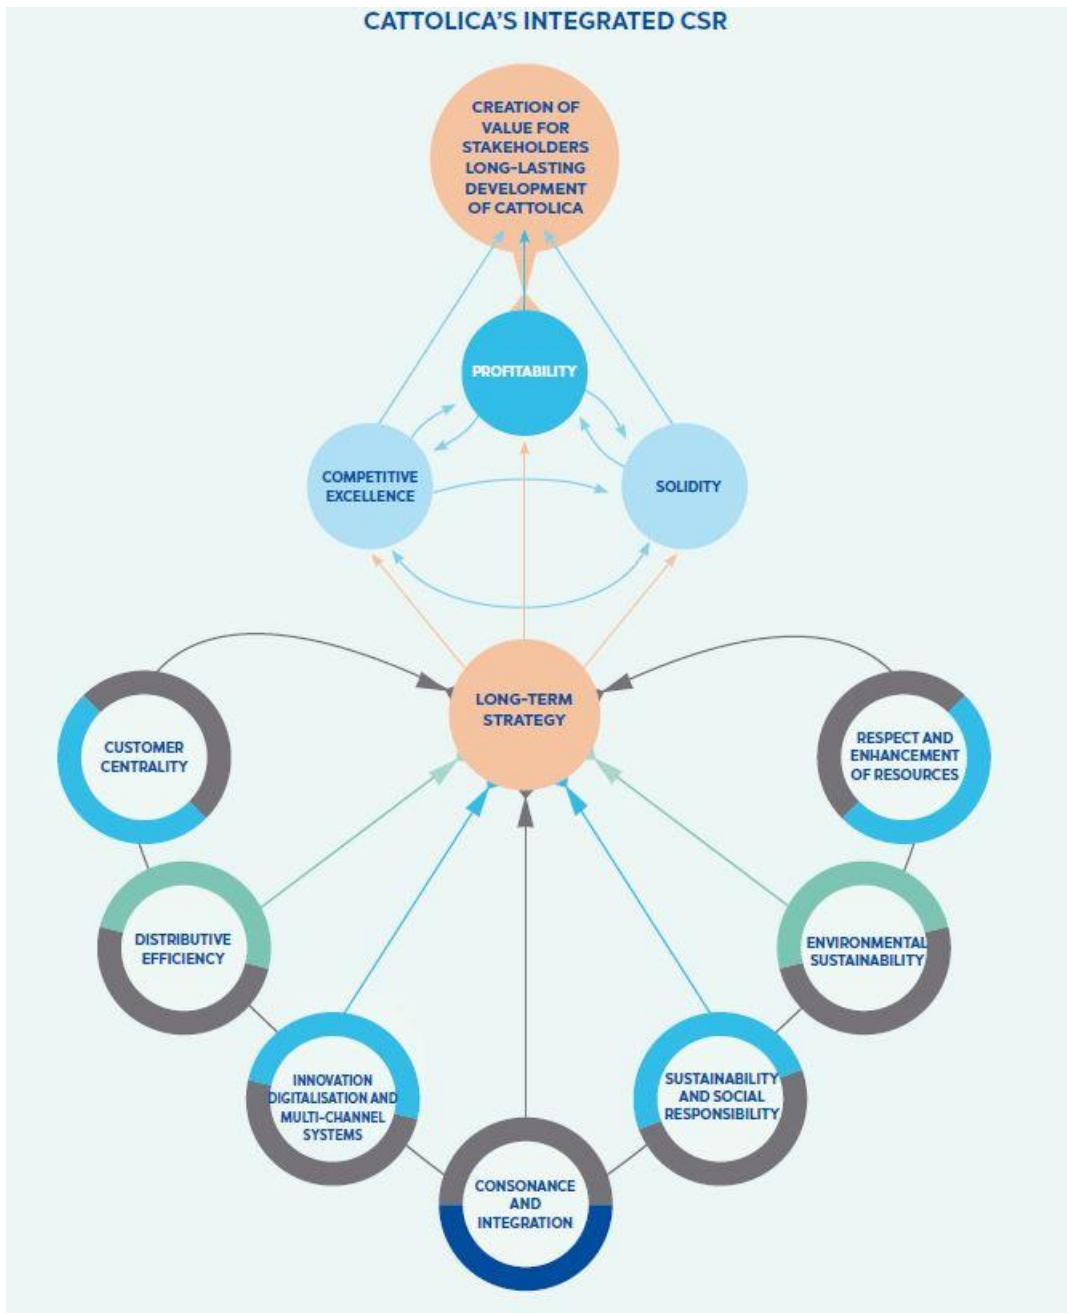 CATTOLICA'S INTEGRATED CSR
CREATION OF
VALUE FOR
STAKEHOLDERS
LONG-LASTING
DEVELOPMENT
OF CATTOLICA
PROFITABILITY
COMPETITIVE
EXCELLENCE
SOLIDITY
LONG-TERM
STRATEGY
CUSTOMER
CENTRALITY
RESPECT AND
ENHANCEMENT
OF RESOURCES
DISTRIBUTIVE
EFFICIENCY
ENVIRONMENTAL
SUSTAINABILITY
INNOVATION
DIGITALISATION AND
MULTI-CHANNEL
SYSTEMS
SUSTAINABILITY
AND SOCIAL
RESPONSIBILITY
CONSONANCE
AND
INTEGRATION